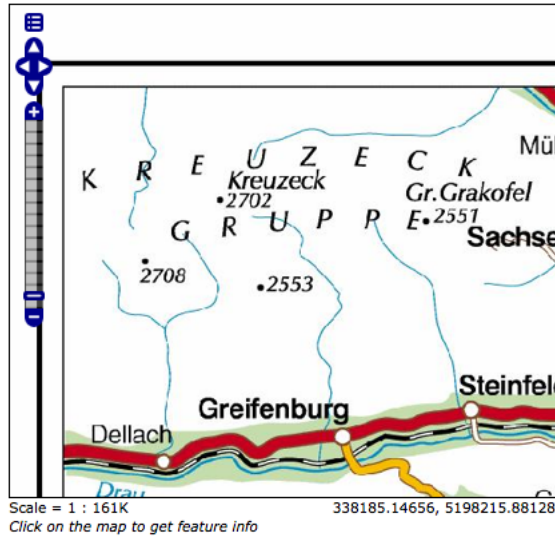 Mü
K R E U Z E C K
Kreuzeck
2702
Gr.Grakofel
2551
G R U P P E
Sachse
2708
2553
Steinfeld
Greifenburg
Dellach
Drau
Scale = 1 : 161K
338185.14656, 5198215.88128
Click on the map to get feature info